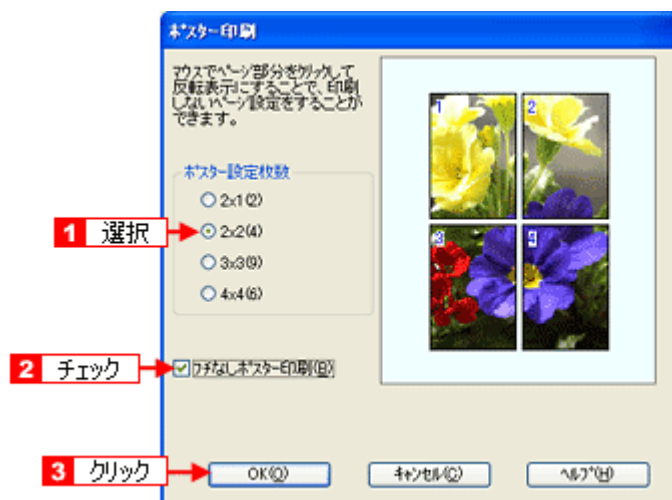 ポスター印刷
マウスでページ部分をクリックして
反転表示にすることで、印刷
しないページ設定をすることが
できます。
ポスター設定枚数
2x1(2)
1 選択
2x2(4)
3x3(9)
4x4(6)
2 チェック
フチなしポスター印刷(B)
1
2
3
4
3 クリック
OK(O)
キャンセル(C)
ヘルプ(H)